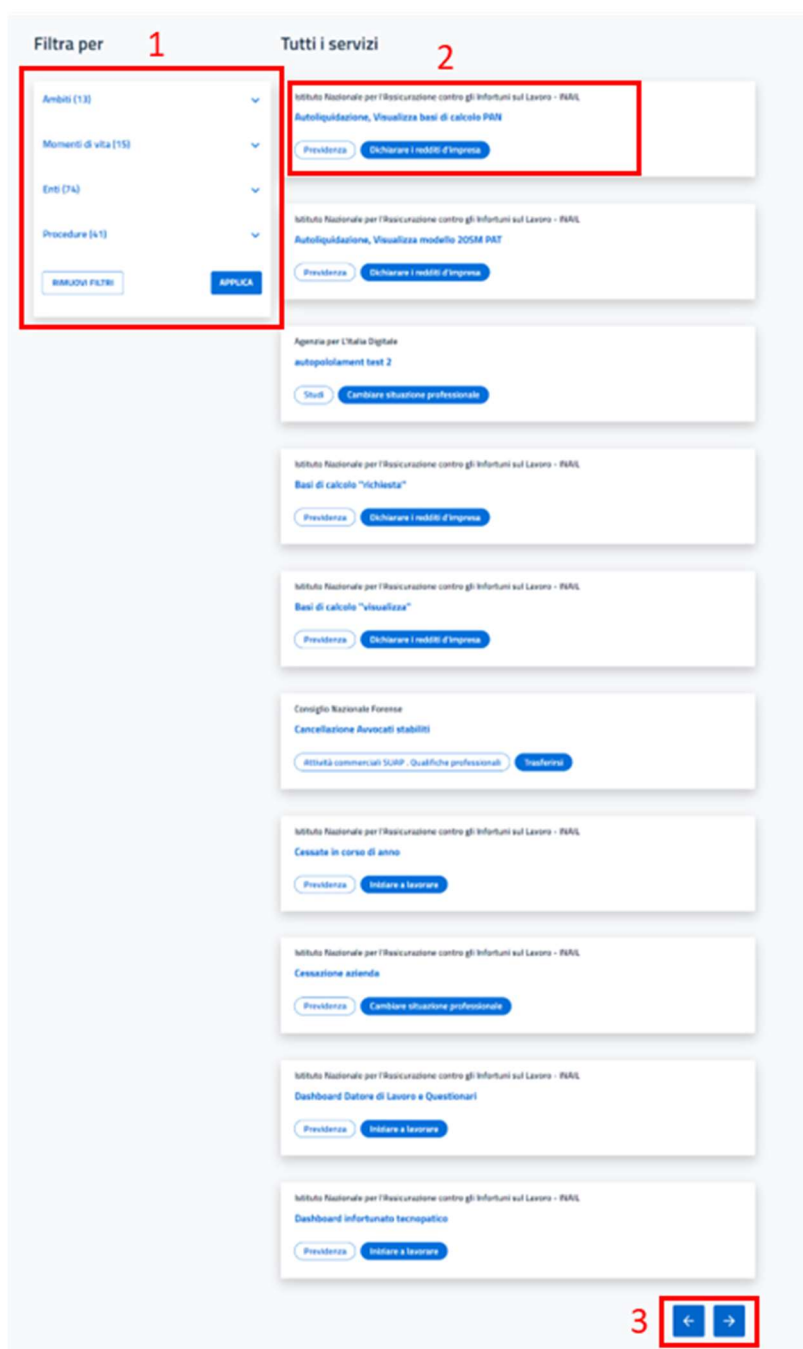 Filtra per
1
Ambiti (13)
Momenti di vita (15)
Enti (74)
Procedure (41)
RIMUOVI FILTRI
APPLICA
Tutti i servizi
2
Istituto Nazionale per l'Assicurazione contro gli Infortuni sul Lavoro - INAIL
Autoliquidazione, Visualizza basi di calcolo PAN
Previdenza
Dichiarare i redditi d'impresa
Istituto Nazionale per l'Assicurazione contro gli Infortuni sul Lavoro - INAIL
Autoliquidazione, Visualizza modello 20SM PAT
Previdenza
Dichiarare i redditi d'impresa
Agenzia per L'Italia Digitale
autopololament test 2
Studi
Cambiare situazione professionale
Istituto Nazionale per l'Assicurazione contro gli Infortuni sul Lavoro - INAIL
Basi di calcolo "richiesta"
Previdenza
Dichiarare i redditi d'impresa
Istituto Nazionale per l'Assicurazione contro gli Infortuni sul Lavoro - INAIL
Basi di calcolo "visualizza"
Previdenza
Dichiarare i redditi d'impresa
Consiglio Nazionale Forense
Cancellazione Avvocati stabiliti
Attività commerciali SUAP . Qualifiche professionali
Trasferirsi
Istituto Nazionale per l'Assicurazione contro gli Infortuni sul Lavoro - INAIL
Cessate in corso di anno
Previdenza
Iniziare a lavorare
Istituto Nazionale per l'Assicurazione contro gli Infortuni sul Lavoro - INAIL
Cessazione azienda
Previdenza
Cambiare situazione professionale
Istituto Nazionale per l'Assicurazione contro gli Infortuni sul Lavoro - INAIL
Dashboard Datore di Lavoro e Questionari
Previdenza
Iniziare a lavorare
Istituto Nazionale per l'Assicurazione contro gli Infortuni sul Lavoro - INAIL
Dashboard infortunato tecnopatico
Previdenza
Iniziare a lavorare
3